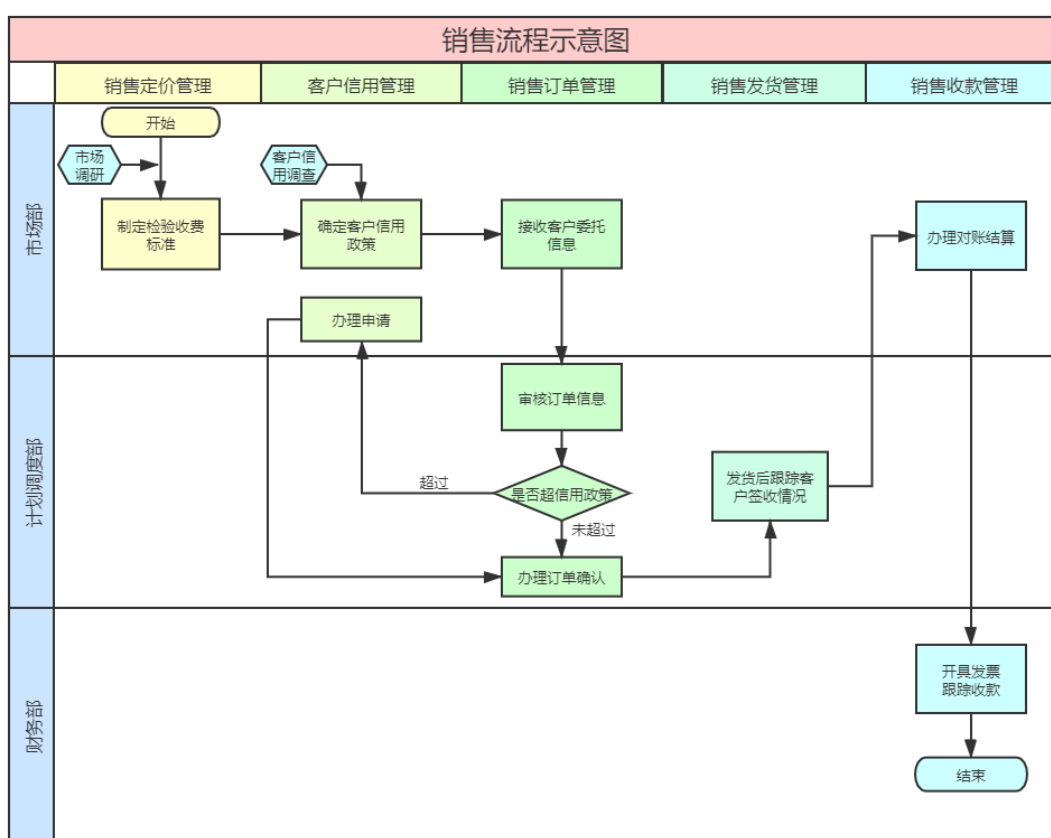 销售流程示意图
销售定价管理
客户信用管理
销售订单管理
销售发货管理
销售收款管理
市场部
开始
市场
调研
客户信
用调查
制定检验收费
标准
确定客户信用
政策
接收客户委托
信息
办理对账结算
办理申请
计划调度部
审核订单信息
超过
是否超信用政策
未超过
发货后跟踪客
户签收情况
办理订单确认
财务部
开具发票
跟踪收款
结束